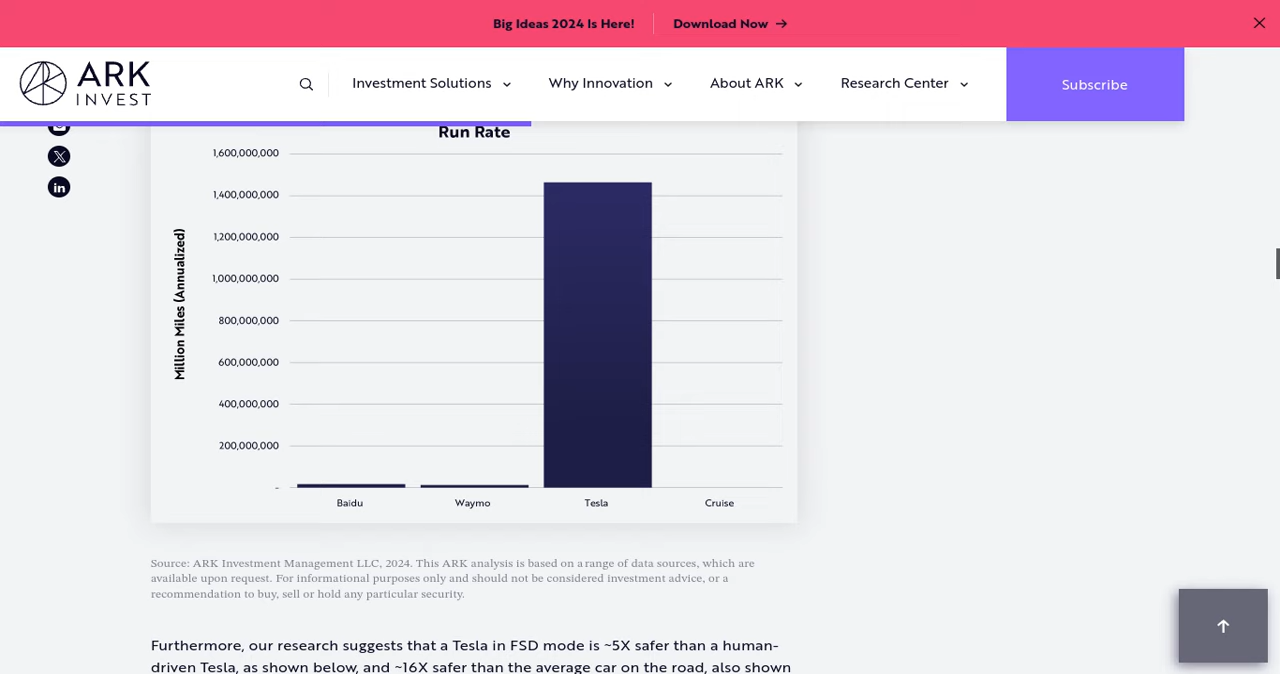 Big Ideas 2024 Is Here! Download Now →
ARK INVEST
Investment Solutions Why Innovation About ARK Research Center Subscribe
Run Rate
Million Miles (Annualized)
1,600,000,000
1,400,000,000
1,200,000,000
1,000,000,000
800,000,000
600,000,000
400,000,000
200,000,000
-
Baidu Waymo Tesla Cruise
Source: ARK Investment Management LLC, 2024. This ARK analysis is based on a range of data sources, which are
available upon request. For informational purposes only and should not be considered investment advice, or a
recommendation to buy, sell or hold any particular security.
Furthermore, our research suggests that a Tesla in FSD mode is ~5X safer than a human-
driven Tesla, as shown below, and ~16X safer than the average car on the road, also shown